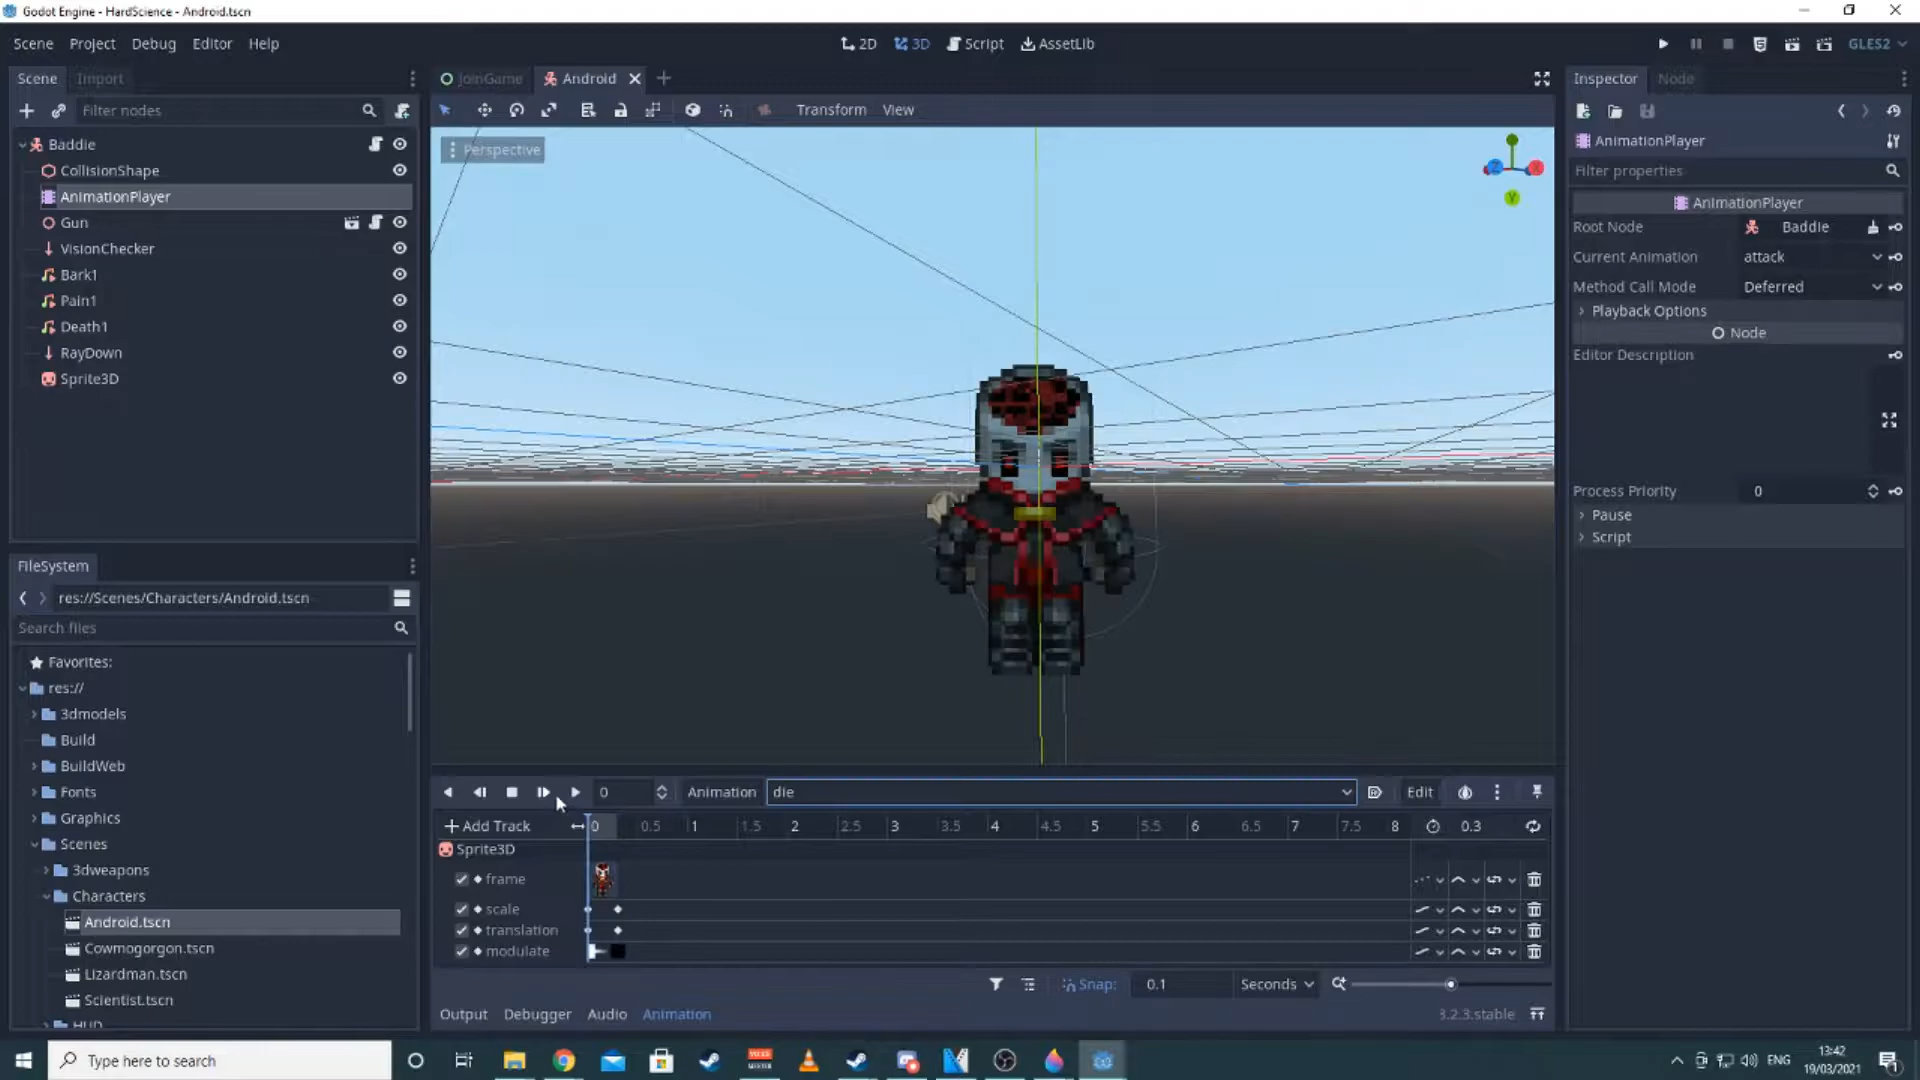 Godot Engine - HardScience - Android.tscn
Scene Project Debug Editor Help
2D 3D Script AssetLib
GLES2
Scene Import
JoinGame Android
Inspector Node
Filter nodes
Transform View
Perspective
Baddie
CollisionShape
AnimationPlayer
Gun
VisionChecker
Bark1
Pain1
Death1
RayDown
Sprite3D
AnimationPlayer
Filter properties
AnimationPlayer
Root Node Baddie
Current Animation attack
Method Call Mode Deferred
Playback Options
Node
Editor Description
Process Priority 0
Pause
Script
Y
Z
X
FileSystem
res://Scenes/Characters/Android.tscn
Search files
Favorites:
res://
3dmodels
Build
BuildWeb
Fonts
Graphics
Scenes
3dweapons
Characters
Android.tscn
Cowmogorgon.tscn
Lizardman.tscn
Scientist.tscn
HUD
0 Animation die Edit
Add Track 0 0.5 1 1.5 2 2.5 3 3.5 4 4.5 5 5.5 6 6.5 7 7.5 8 0.3
Sprite3D
frame
scale
translation
modulate
Snap: 0.1 Seconds
Output Debugger Audio Animation 3.2.3.stable
Type here to search
ENG
13:42
19/03/2021